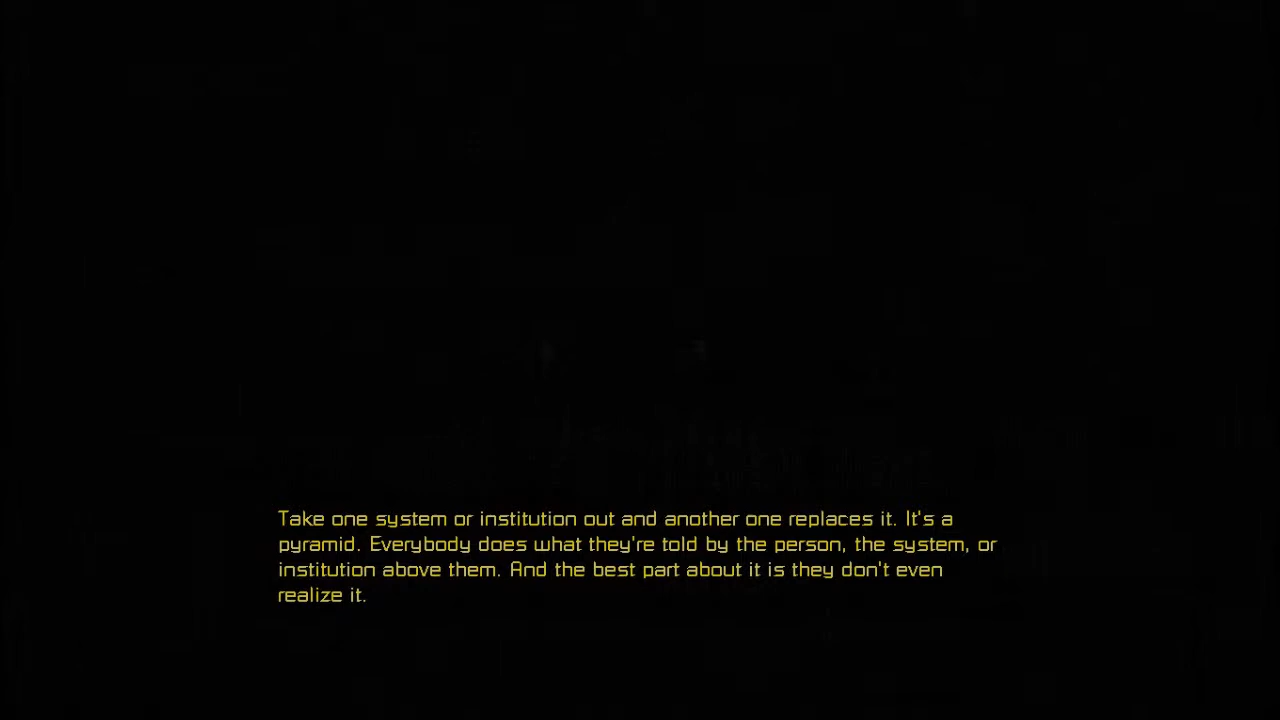 Take one system or institution out and another one replaces it. It's a
pyramid. Everybody does what they're told by the person, the system, or
institution above them. And the best part about it is they don't even
realize it.